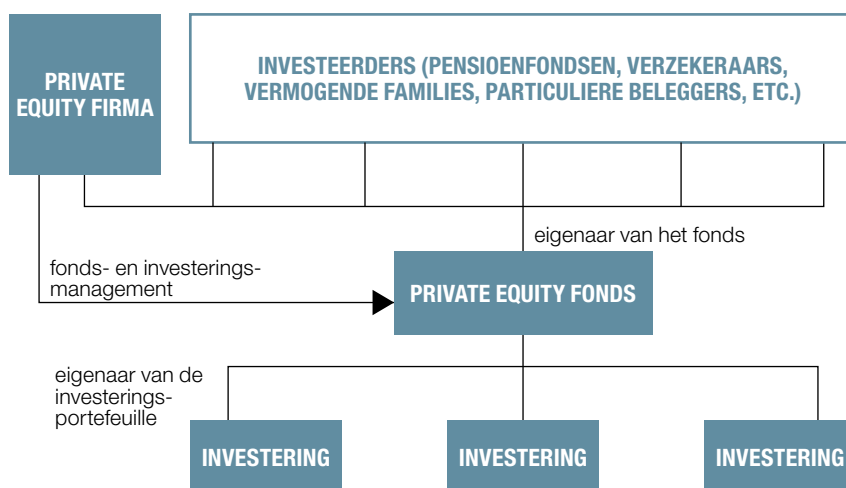 PRIVATE
EQUITY FIRMA
INVESTEERDERS (PENSIOENFONDSEN, VERZEKERAARS,
VERMOGENDE FAMILIES, PARTICULIERE BELEGGERS, ETC.)
eigenaar van het fonds
fonds- en investerings-
management
PRIVATE EQUITY FONDS
eigenaar van de
investerings-
portefeuille
INVESTERING
INVESTERING
INVESTERING